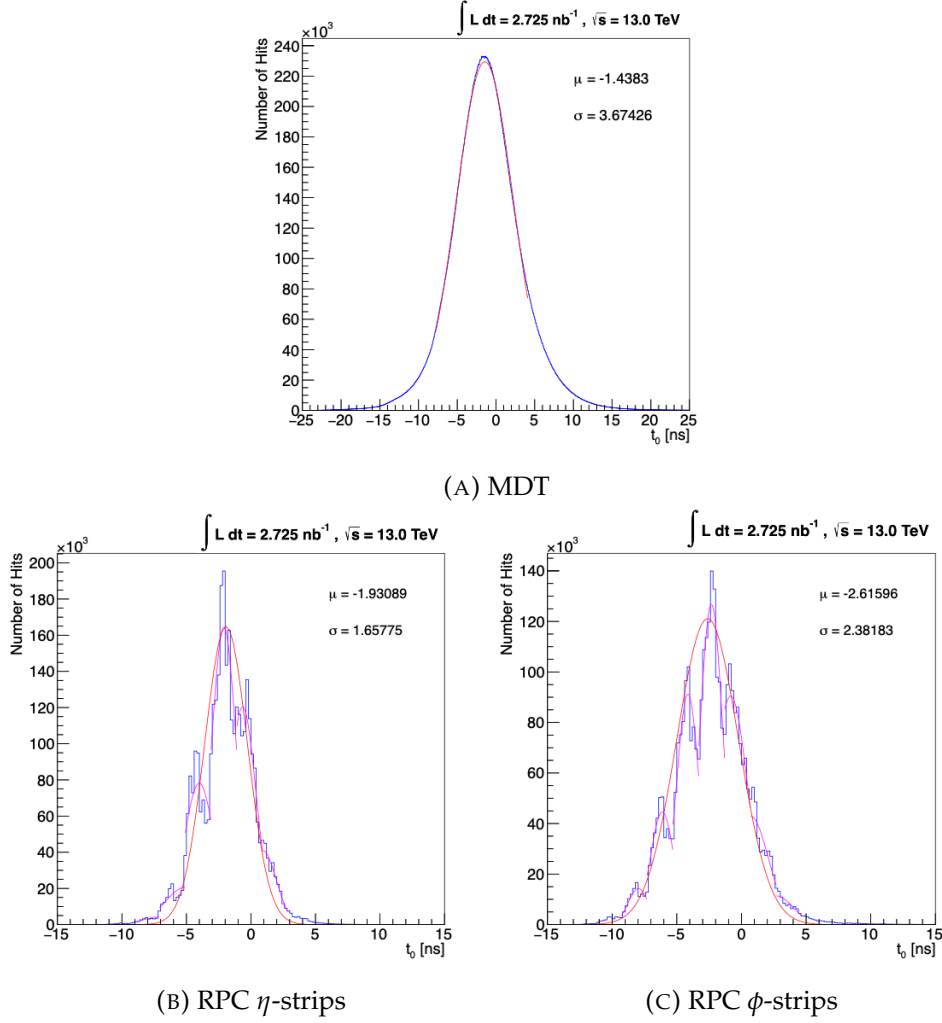 ∫ L dt = 2.725 nb⁻¹ , √s = 13.0 TeV
×10³
Number of Hits
240
220
200
180
160
140
120
100
80
60
40
20
0
μ = -1.4383
σ = 3.67426
−25 −20 −15 −10 −5 0 5 10 15 20 25
t₀ [ns]
(A) MDT
∫ L dt = 2.725 nb⁻¹ , √s = 13.0 TeV
×10³
Number of Hits
200
180
160
140
120
100
80
60
40
20
0
μ = -1.93089
σ = 1.65775
−15 −10 −5 0 5 10 15
t₀ [ns]
(B) RPC η-strips
∫ L dt = 2.725 nb⁻¹ , √s = 13.0 TeV
×10³
Number of Hits
140
120
100
80
60
40
20
0
μ = -2.61596
σ = 2.38183
−15 −10 −5 0 5 10 15
t₀ [ns]
(C) RPC ϕ-strips